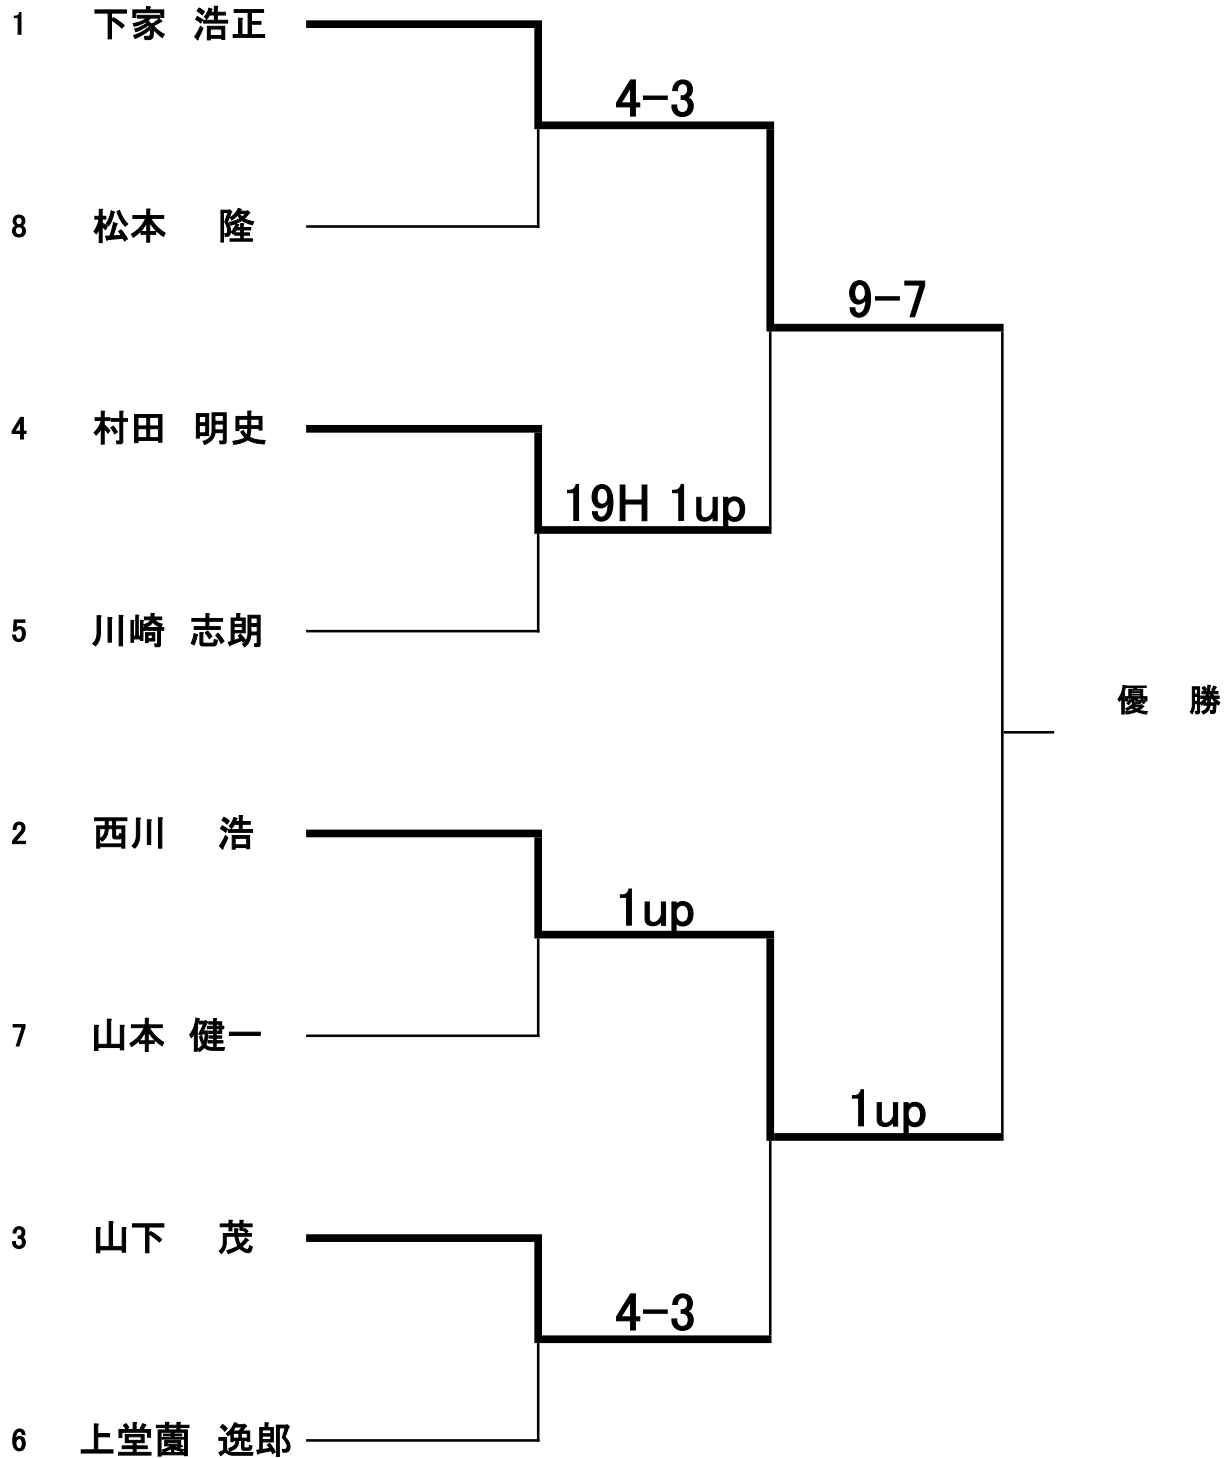 1 下家 浩正
4-3
8 松本 隆
9-7
4 村田 明史
19H 1up
5 川崎 志朗
優 勝
2 西川 浩
1up
7 山本 健一
1up
3 山下 茂
4-3
6 上堂薗 逸郎